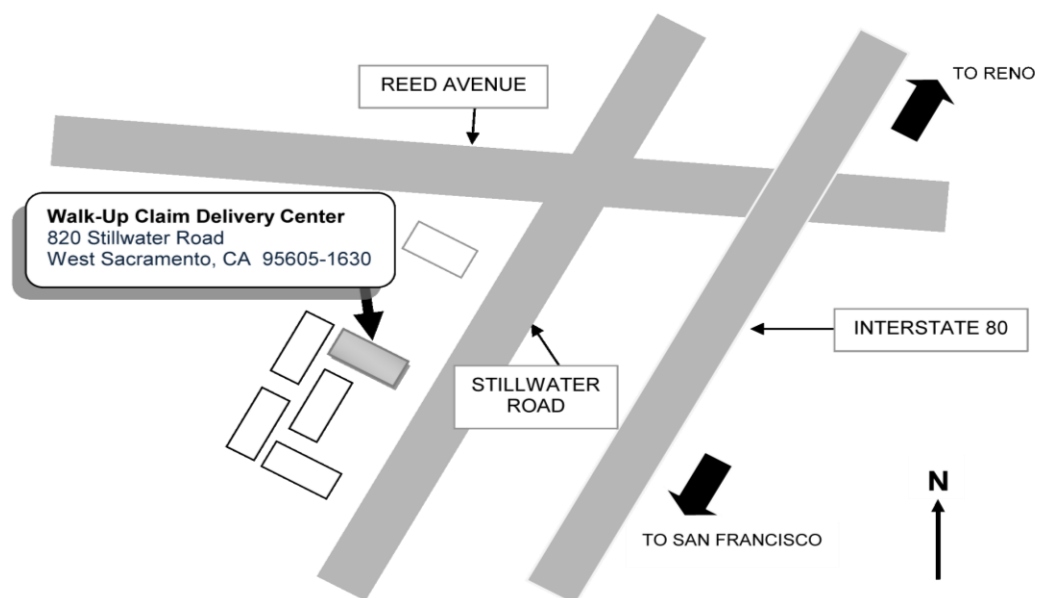 REED AVENUE
TO RENO
Walk-Up Claim Delivery Center
820 Stillwater Road
West Sacramento, CA  95605-1630
INTERSTATE 80
STILLWATER
ROAD
N
TO SAN FRANCISCO